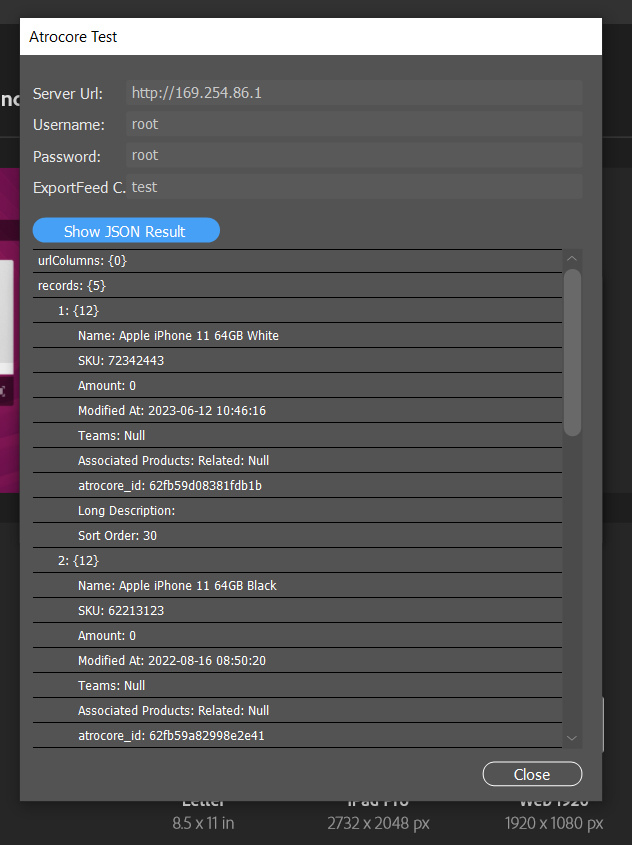 Atrocore Test
Server Url: http://169.254.86.1
Username: root
Password: root
ExportFeed C. test
Show JSON Result
urlColumns: {0}
records: {5}
1: {12}
Name: Apple iPhone 11 64GB White
SKU: 72342443
Amount: 0
Modified At: 2023-06-12 10:46:16
Teams: Null
Associated Products: Related: Null
atrocore_id: 62fb59d08381fdb1b
Long Description:
Sort Order: 30
2: {12}
Name: Apple iPhone 11 64GB Black
SKU: 62213123
Amount: 0
Modified At: 2022-08-16 08:50:20
Teams: Null
Associated Products: Related: Null
atrocore_id: 62fb59a82998e2e41
Close
Letter iPad Pro Web 1920
8.5 x 11 in 2732 x 2048 px 1920 x 1080 px